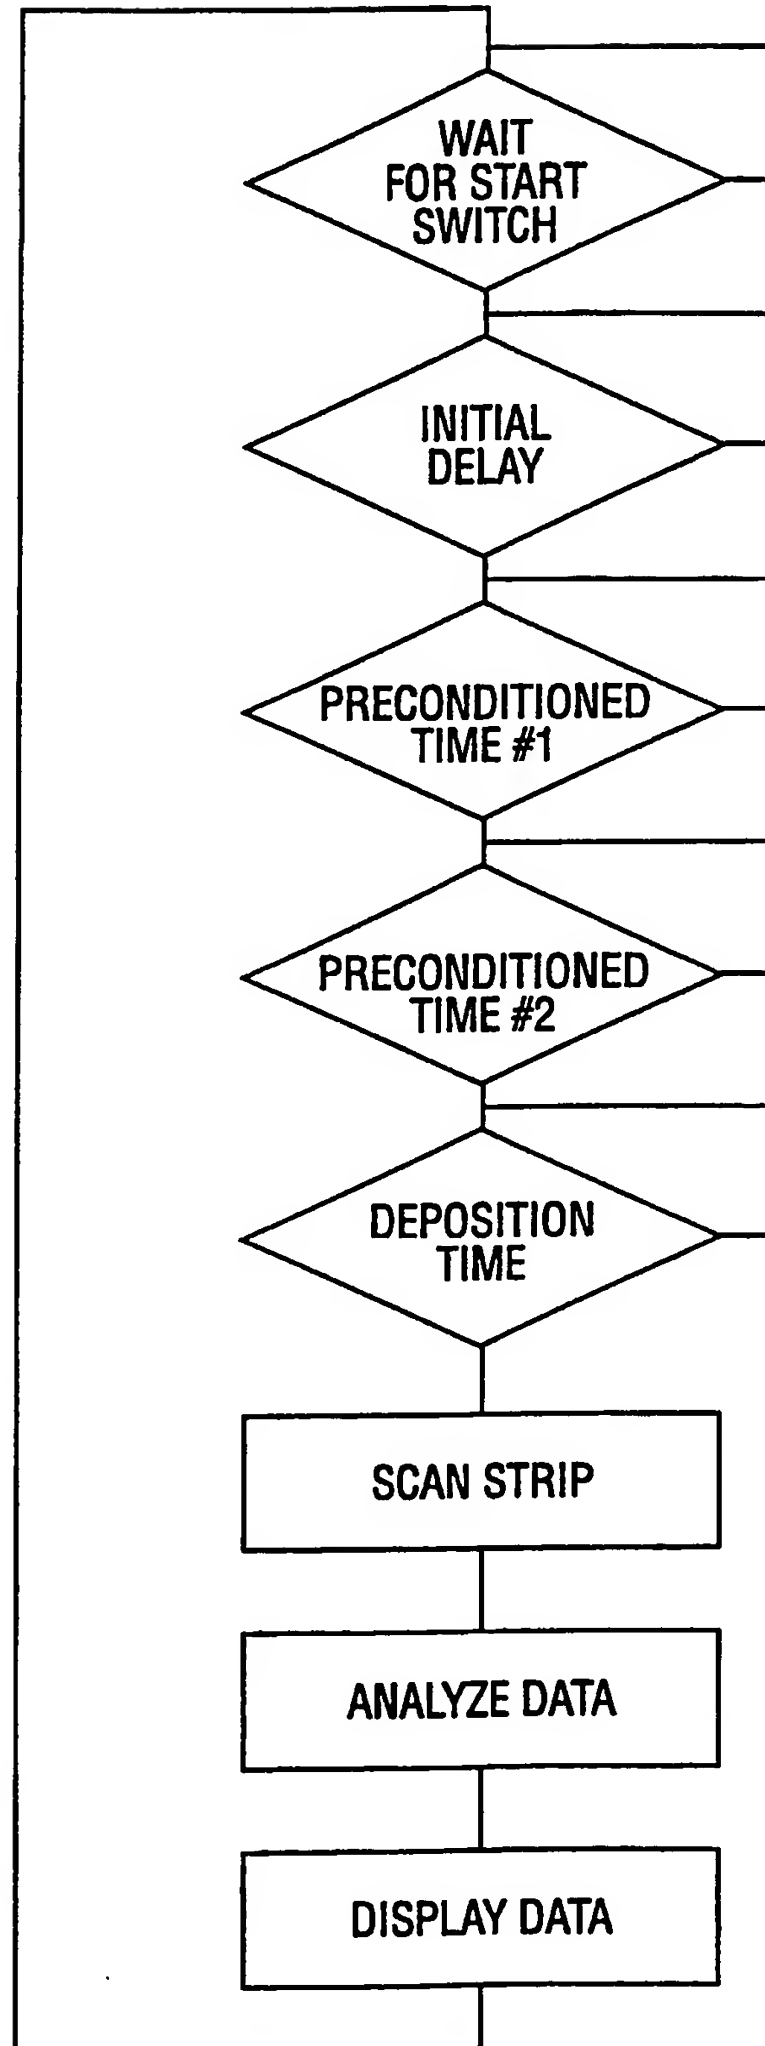 WAIT
FOR START
SWITCH
INITIAL
DELAY
PRECONDITIONED
TIME #1
PRECONDITIONED
TIME #2
DEPOSITION
TIME
SCAN STRIP
ANALYZE DATA
DISPLAY DATA